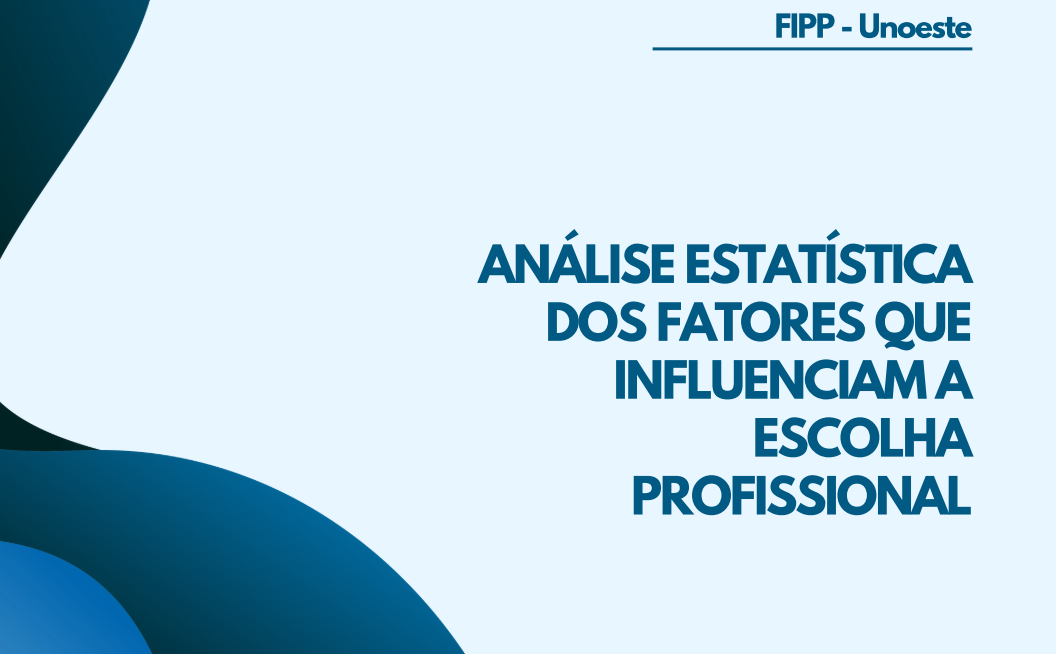 FIPP - Unoeste
ANÁLISE ESTATÍSTICA
DOS FATORES QUE
INFLUENCIAM A
ESCOLHA
PROFISSIONAL